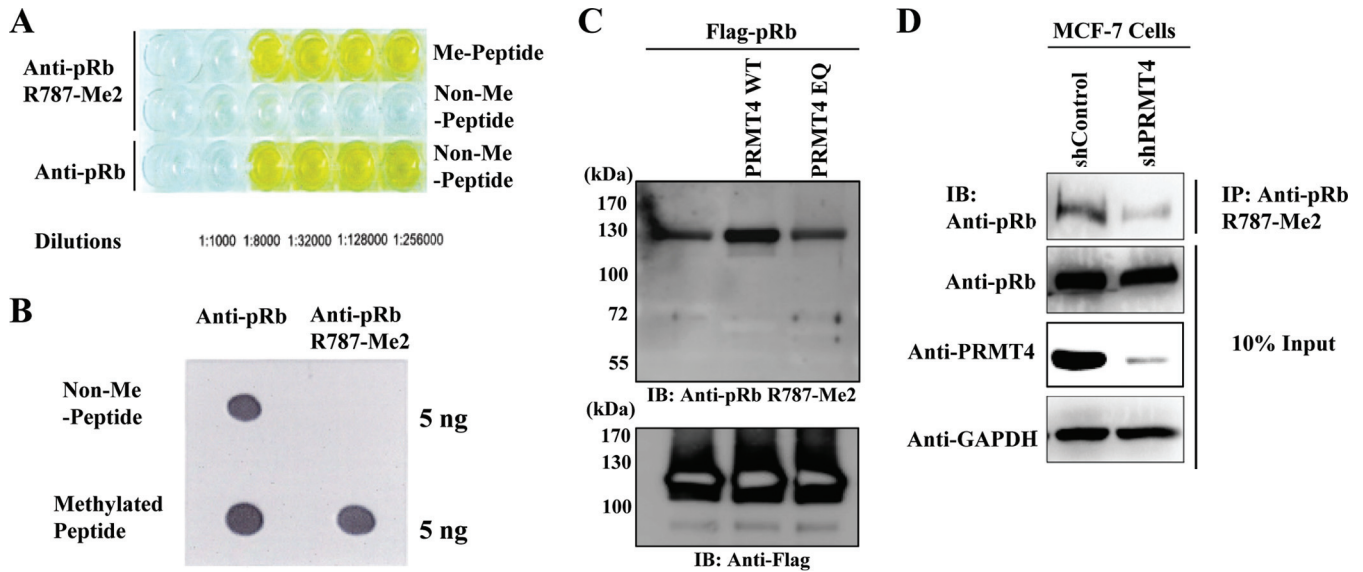 A
Anti-pRb
R787-Me2
Me-Peptide
Non-Me
-Peptide
Anti-pRb
Non-Me
-Peptide
Dilutions
1:1000 1:8000 1:32000 1:128000 1:256000
B
Anti-pRb
Anti-pRb
R787-Me2
Non-Me
-Peptide
5 ng
Methylated
Peptide
5 ng
C
Flag-pRb
PRMT4 WT
PRMT4 EQ
(kDa)
170
130
100
72
55
IB: Anti-pRb R787-Me2
(kDa)
170
130
100
IB: Anti-Flag
D
MCF-7 Cells
shControl
shPRMT4
IB:
Anti-pRb
IP: Anti-pRb
R787-Me2
Anti-pRb
Anti-PRMT4
10% Input
Anti-GAPDH